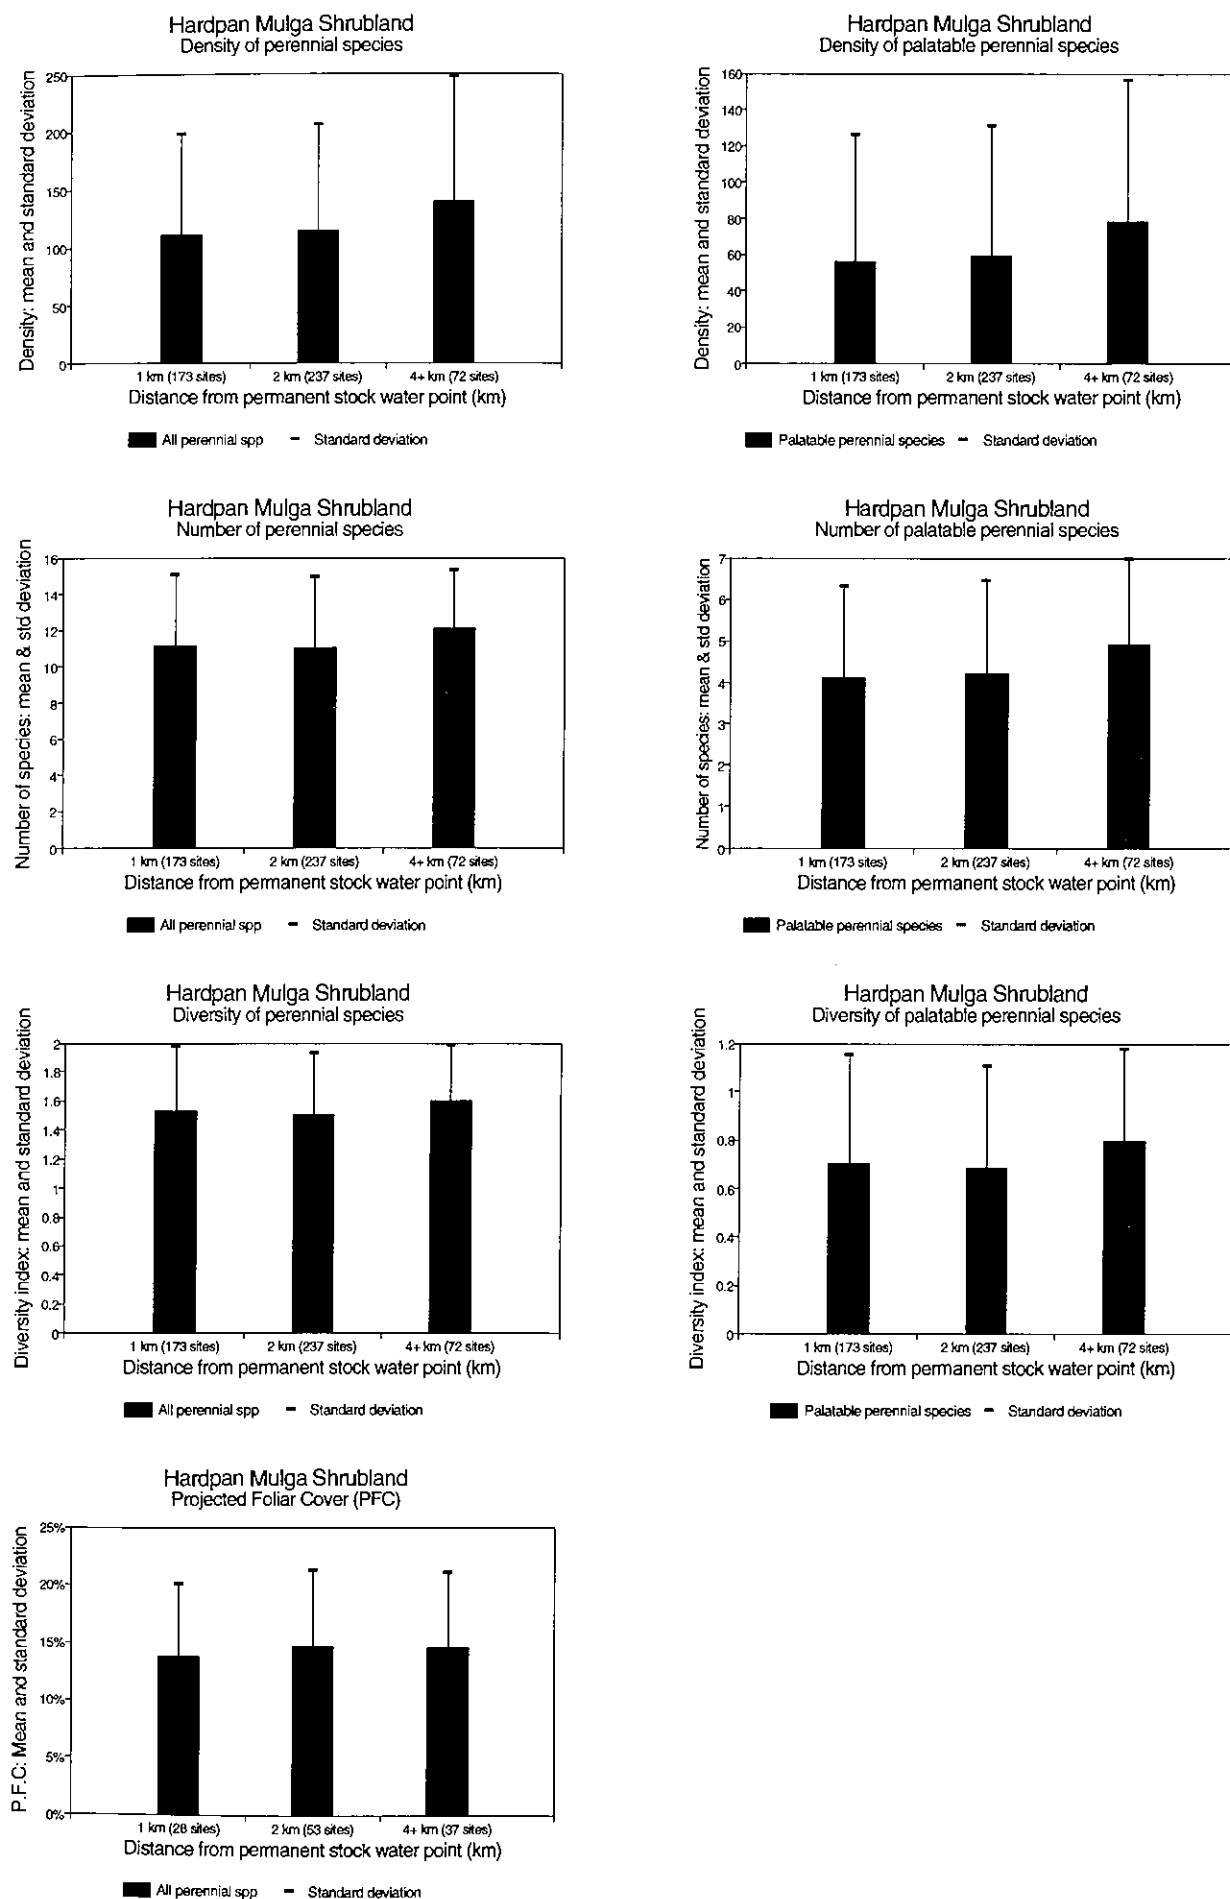 Hardpan Mulga Shrubland
Density of perennial species
Density: mean and standard deviation
250
200
150
100
50
0
1 km (173 sites) 2 km (237 sites) 4+ km (72 sites)
Distance from permanent stock water point (km)
All perennial spp - Standard deviation
Hardpan Mulga Shrubland
Density of palatable perennial species
Density: mean and standard deviation
160
140
120
100
80
60
40
20
0
1 km (173 sites) 2 km (237 sites) 4+ km (72 sites)
Distance from permanent stock water point (km)
Palatable perennial species - Standard deviation
Hardpan Mulga Shrubland
Number of perennial species
Number of species: mean & std deviation
16
14
12
10
8
6
4
2
0
1 km (173 sites) 2 km (237 sites) 4+ km (72 sites)
Distance from permanent stock water point (km)
All perennial spp - Standard deviation
Hardpan Mulga Shrubland
Number of palatable perennial species
Number of species: mean & std deviation
7
6
5
4
3
2
1
0
1 km (173 sites) 2 km (237 sites) 4+ km (72 sites)
Distance from permanent stock water point (km)
Palatable perennial species - Standard deviation
Hardpan Mulga Shrubland
Diversity of perennial species
Diversity index: mean and standard deviation
2
1.8
1.6
1.4
1.2
1
0.8
0.6
0.4
0.2
0
1 km (173 sites) 2 km (237 sites) 4+ km (72 sites)
Distance from permanent stock water point (km)
All perennial spp - Standard deviation
Hardpan Mulga Shrubland
Diversity of palatable perennial species
Diversity index: mean and standard deviation
1.2
1
0.8
0.6
0.4
0.2
0
1 km (173 sites) 2 km (237 sites) 4+ km (72 sites)
Distance from permanent stock water point (km)
Palatable perennial species - Standard deviation
Hardpan Mulga Shrubland
Projected Foliar Cover (PFC)
P.F.C: Mean and standard deviation
25%
20%
15%
10%
5%
0%
1 km (28 sites) 2 km (53 sites) 4+ km (37 sites)
Distance from permanent stock water point (km)
All perennial spp - Standard deviation